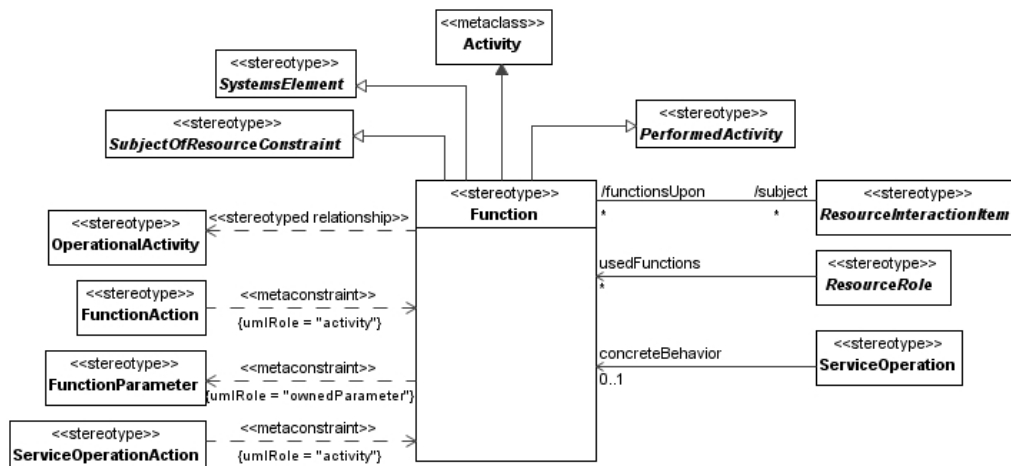 <<metaclass>>
Activity
<<stereotype>>
SystemsElement
<<stereotype>>
SubjectOfResourceConstraint
<<stereotype>>
PerformedActivity
<<stereotype>>
Function
/functionsUpon
/subject
*
*
<<stereotype>>
ResourceInteractionItem
<<stereotyped relationship>>
<<stereotype>>
OperationalActivity
usedFunctions
*
<<stereotype>>
ResourceRole
<<stereotype>>
FunctionAction
<<metaconstraint>>
{umlRole = "activity"}
concreteBehavior
0..1
<<stereotype>>
ServiceOperation
<<stereotype>>
FunctionParameter
<<metaconstraint>>
{umlRole = "ownedParameter"}
<<stereotype>>
ServiceOperationAction
<<metaconstraint>>
{umlRole = "activity"}